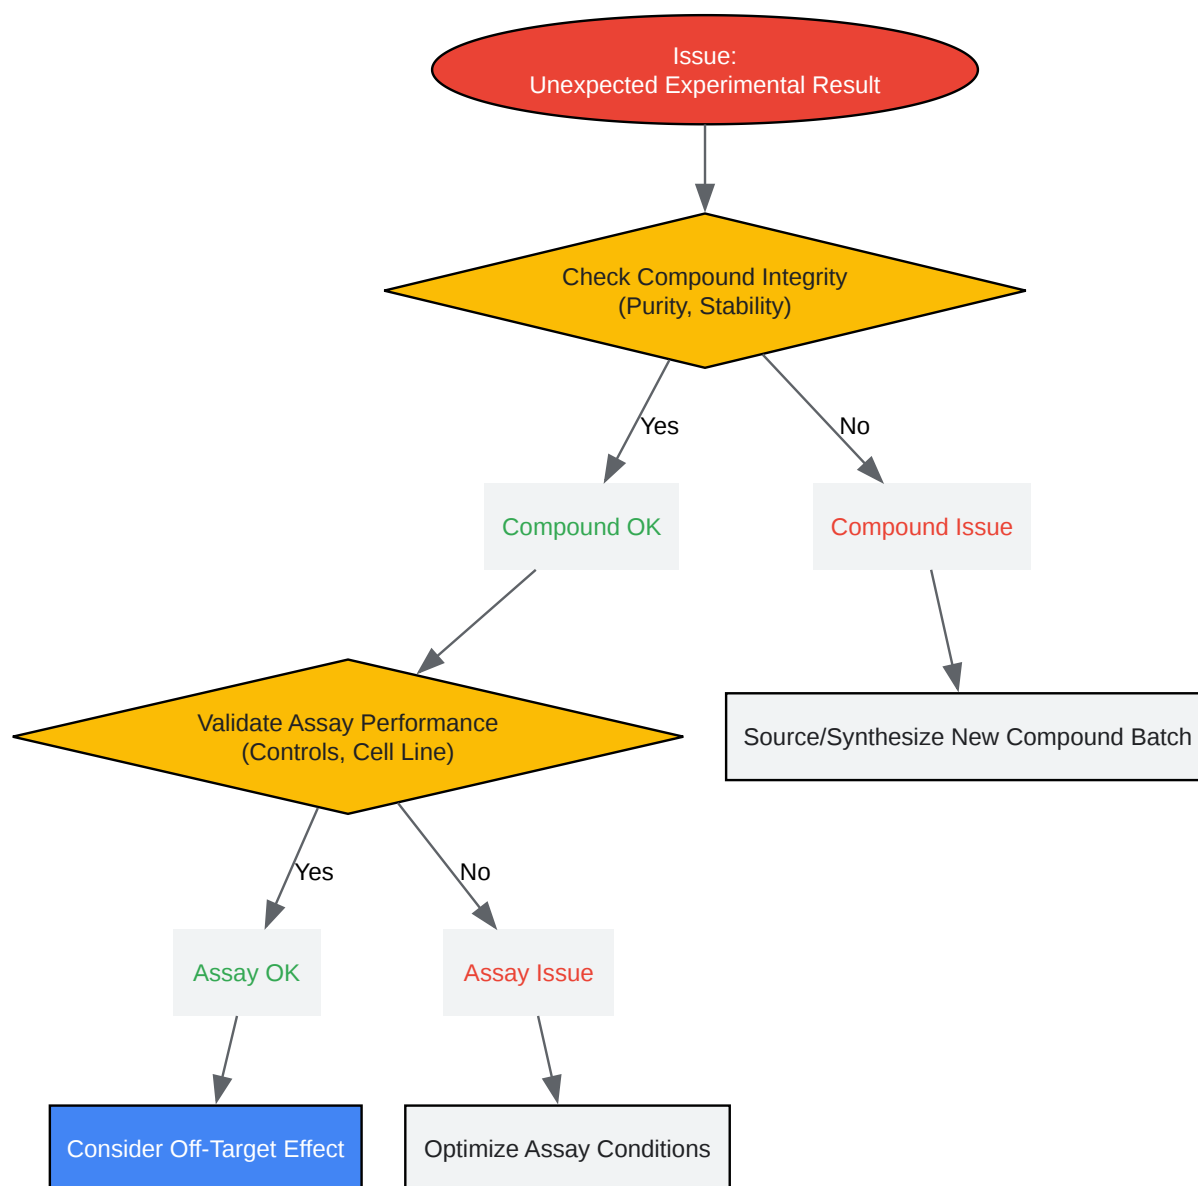 Issue:
Unexpected Experimental Result
Check Compound Integrity
(Purity, Stability)
Yes
No
Compound OK
Compound Issue
Validate Assay Performance
(Controls, Cell Line)
Source/Synthesize New Compound Batch
Yes
No
Assay OK
Assay Issue
Consider Off-Target Effect
Optimize Assay Conditions